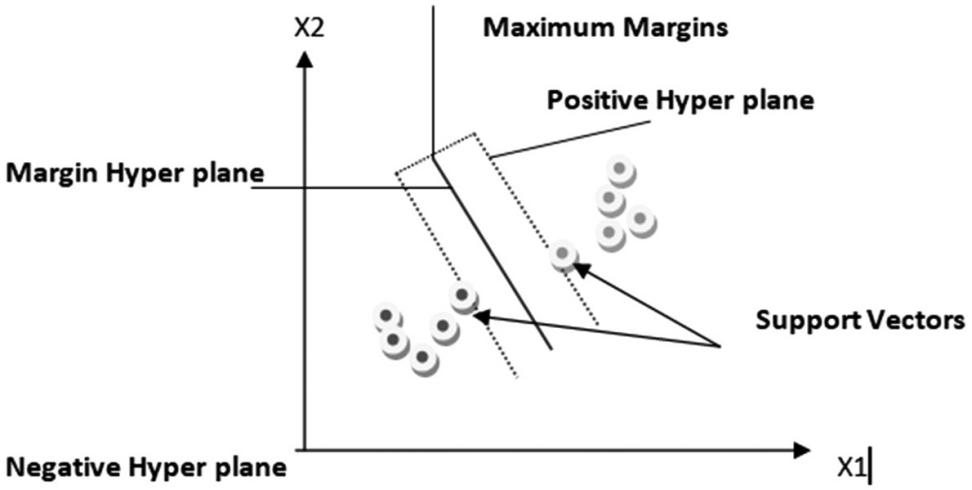 X2
Maximum Margins
Positive Hyper plane
Margin Hyper plane
Support Vectors
Negative Hyper plane
X1